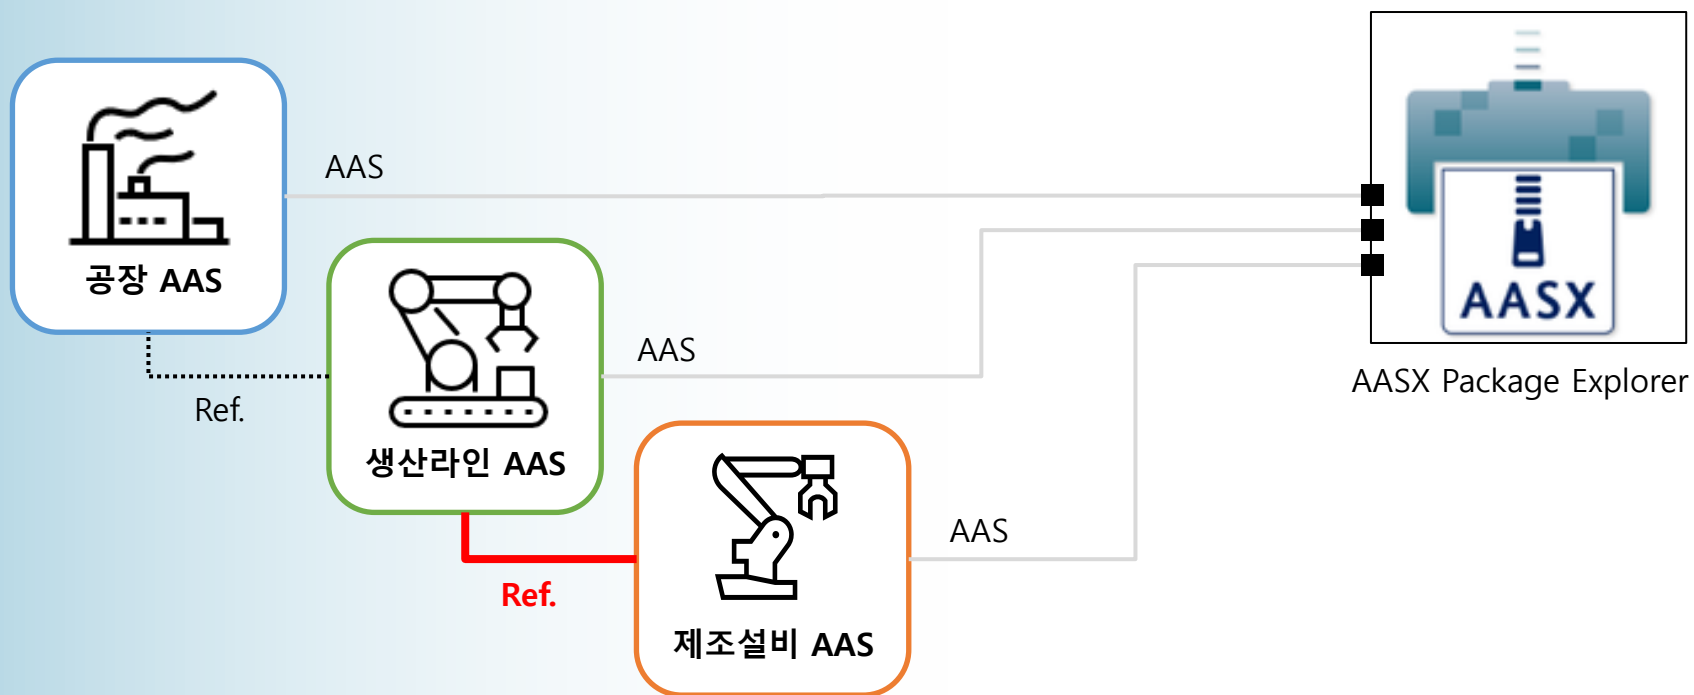 AAS
공장 AAS
Ref.
생산라인 AAS
AAS
Ref.
제조설비 AAS
AAS
AASX
AASX Package Explorer